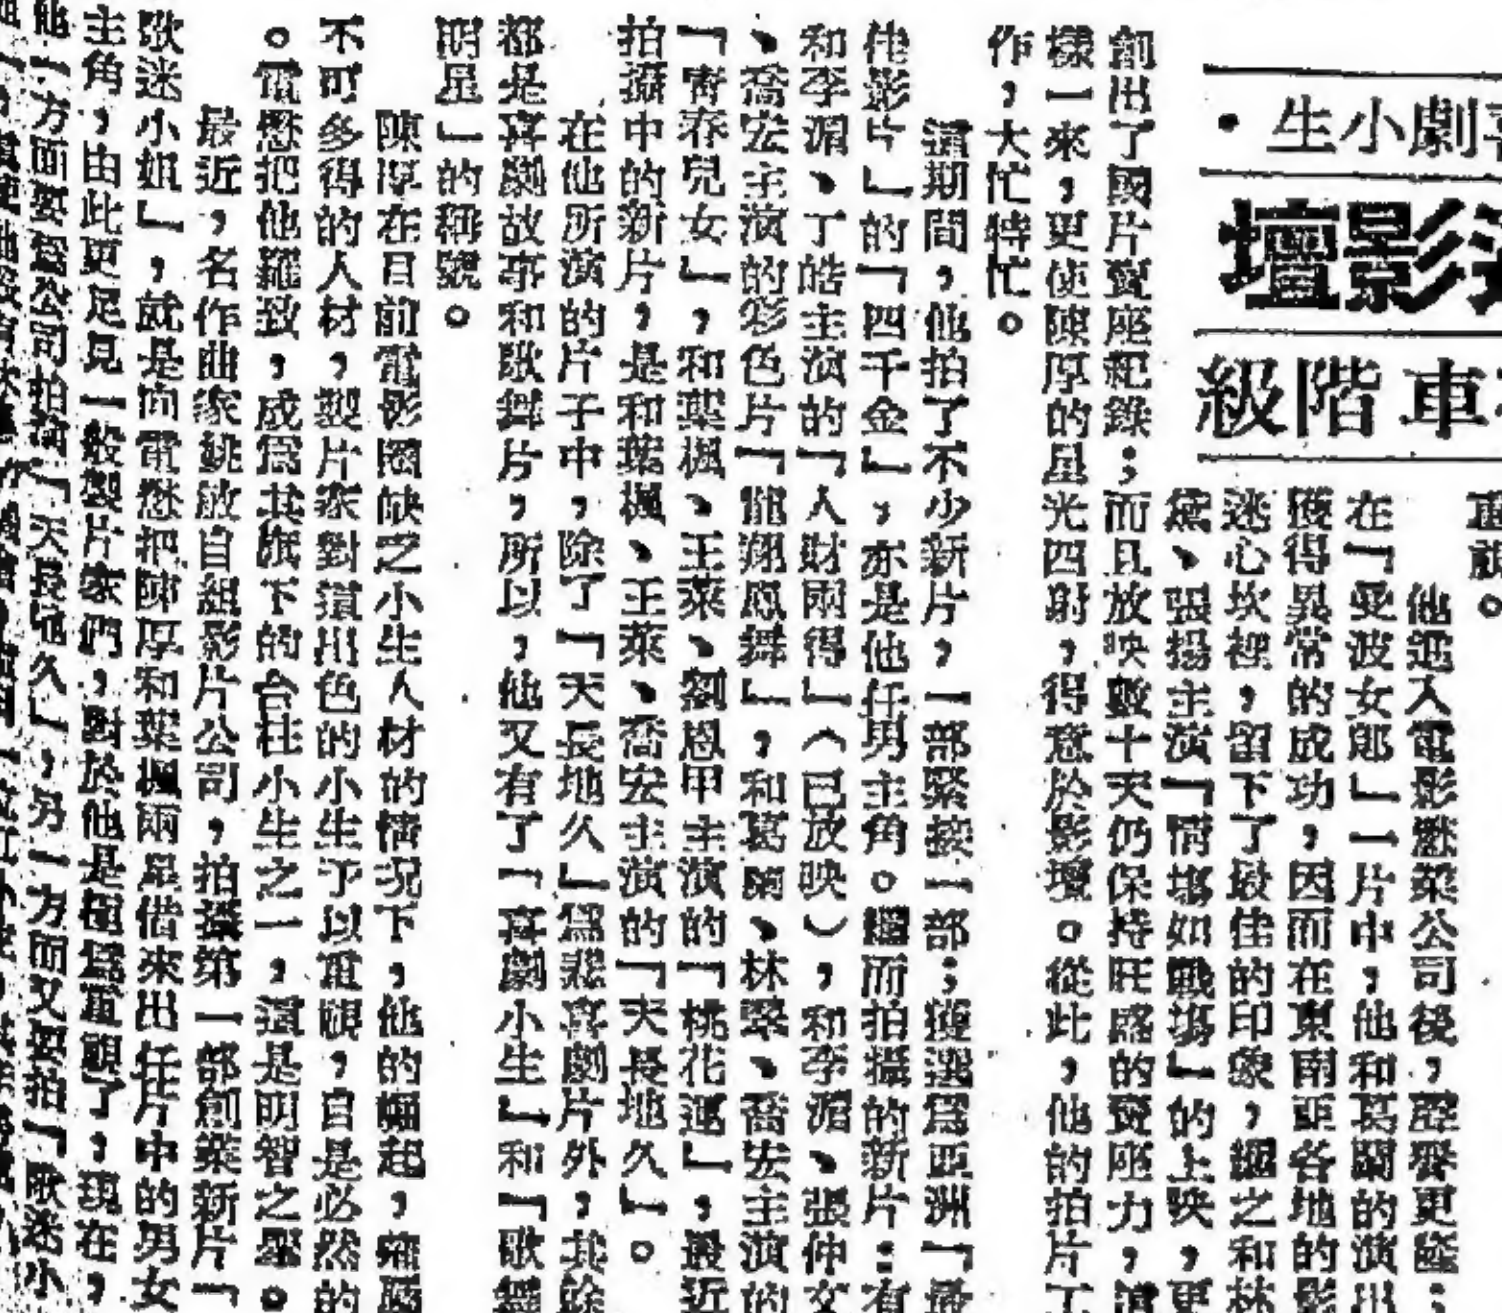 劇小生·
影壇
車階級
重視。
他進入電影懋業公司後，聲譽更隆：
在「曼波女郎」一片中，他和葛蘭的演出
獲得異常的成功，因而在東南亞各地的影
迷心坎裡，留下了最佳的印象，繼之和林
黛、張揚主演「情塲如戰塲」的上映，更
創出了國片賣座紀錄；而且放映數十天仍保持旺盛的賣座力，這
樣一來，更使陳厚的星光四射，得意於影壇。從此，他的拍片工
作，大忙特忙。
這期間，他拍了不少新片，一部緊接一部；獲選爲亞洲「最
佳影片」的「四千金」，亦是他任男主角。繼而拍攝的新片：有
和李湄、丁皓主演的「人財兩得」（已放映），和李湄、張仲文
、喬宏主演的彩色片「龍翔鳳舞」，和葛蘭、林翠、喬宏主演的
「靑春兒女」，和葉楓、王萊、劉恩甲主演的「桃花運」，最近
拍攝中的新片，是和葉楓、王萊、喬宏主演的「天長地久」。
在他所演的片子中，除了「天長地久」爲悲喜劇片外，其餘
都是喜劇故事和歌舞片，所以，他又有了「喜劇小生」和「歌舞
明星」的稱號。
陳厚在目前電影圈缺乏小生人材的情況下，他的崛起，
不可多得的人材，製片家對這出色的小生予以重視，自是必然的
。電懋把他羅致，成爲其旗下的台柱小生之一，這是明智之舉。
最近，名作曲家姚敏自組影片公司，拍攝第一部創業新片「
歌迷小姐」，就是向電懋把陳厚和葉楓兩星借來出任片中的男女
主角，由此更足見一般製片家們，對於他是極爲重視了，現在，
他一方面要爲公司拍攝「天長地久」，另一方面又要拍「歌迷小